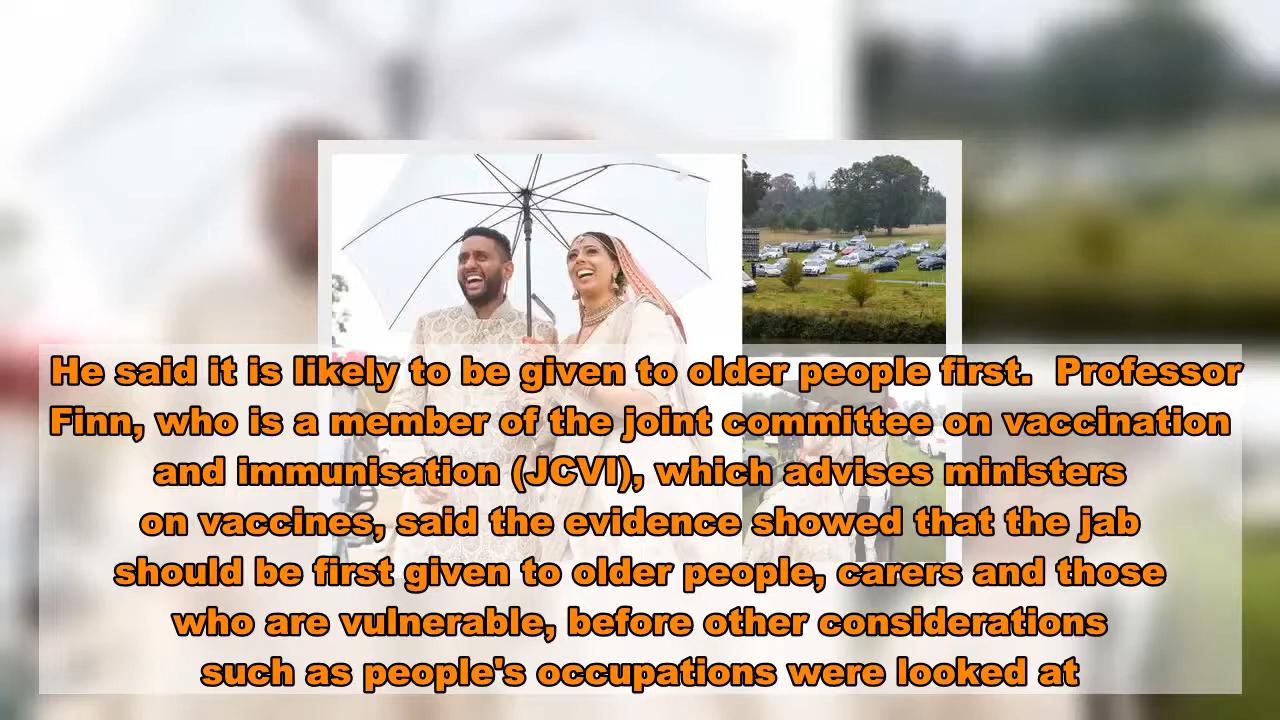 He said it is likely to be given to older people first.  Professor
Finn, who is a member of the joint committee on vaccination
and immunisation (JCVI), which advises ministers
on vaccines, said the evidence showed that the jab
should be first given to older people, carers and those
who are vulnerable, before other considerations
such as people's occupations were looked at